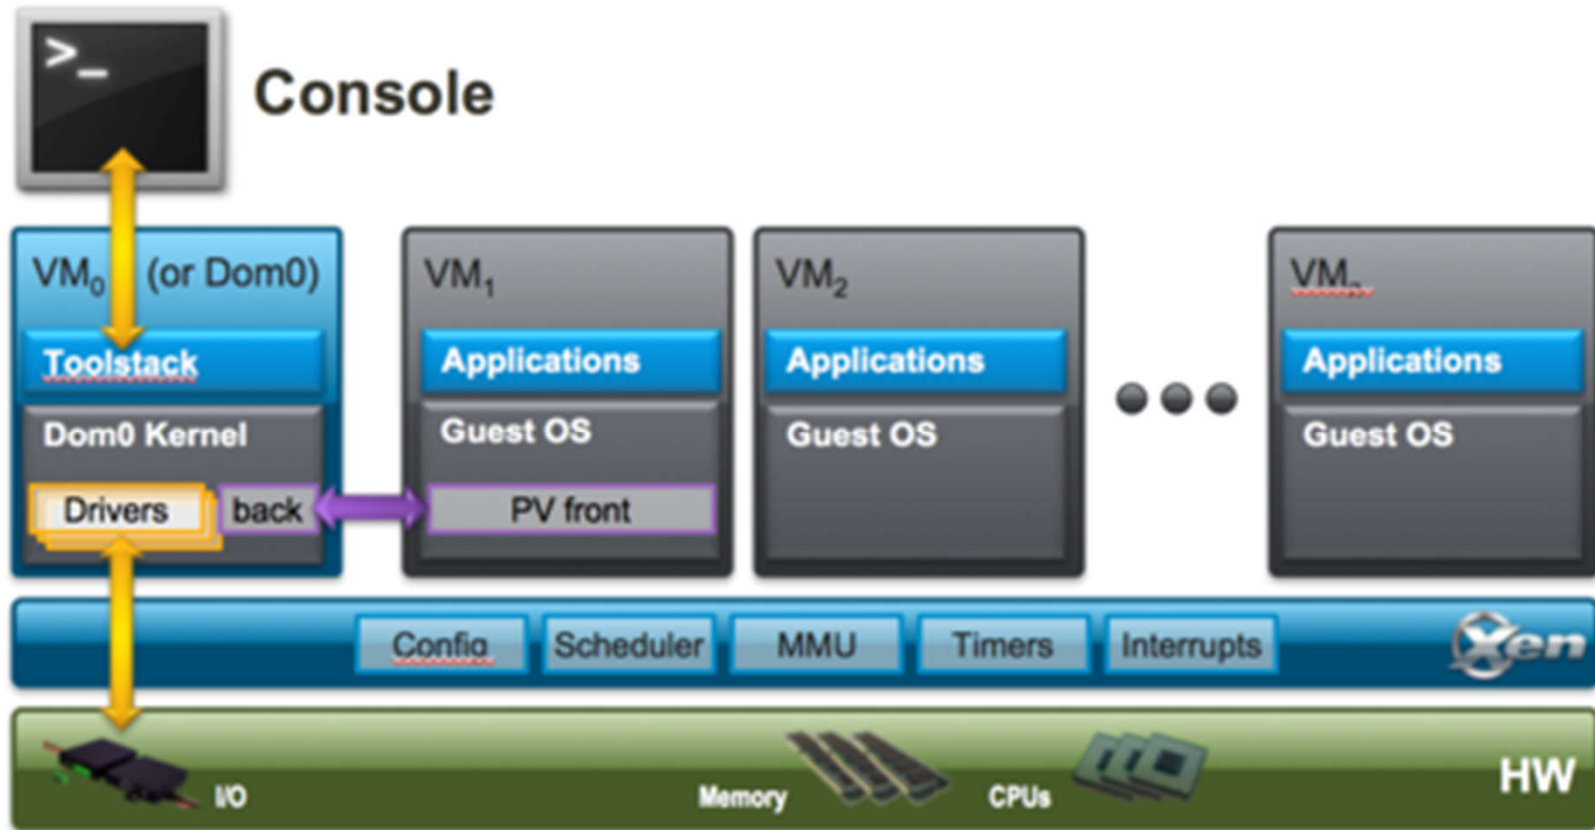 >_
Console
VM0 (or Dom0)
Toolstack
Dom0 Kernel
Drivers
back
VM1
Applications
Guest OS
PV front
VM2
Applications
Guest OS
VM
Applications
Guest OS
Config
Scheduler
MMU
Timers
Interrupts
Xen
I/O
Memory
CPUs
HW